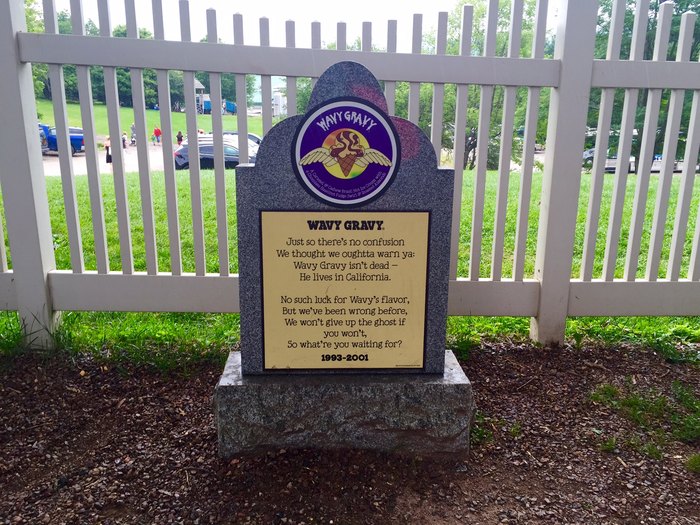 WAVY GRAVY
WAVY GRAVY.
Just so there's no confusion
We thought we oughtta warn ya:
Wavy Gravy isn't dead –
He lives in California.
No such luck for Wavy's flavor,
But we've been wrong before,
We won't give up the ghost if
you won't,
So what're you waiting for?
1993-2001